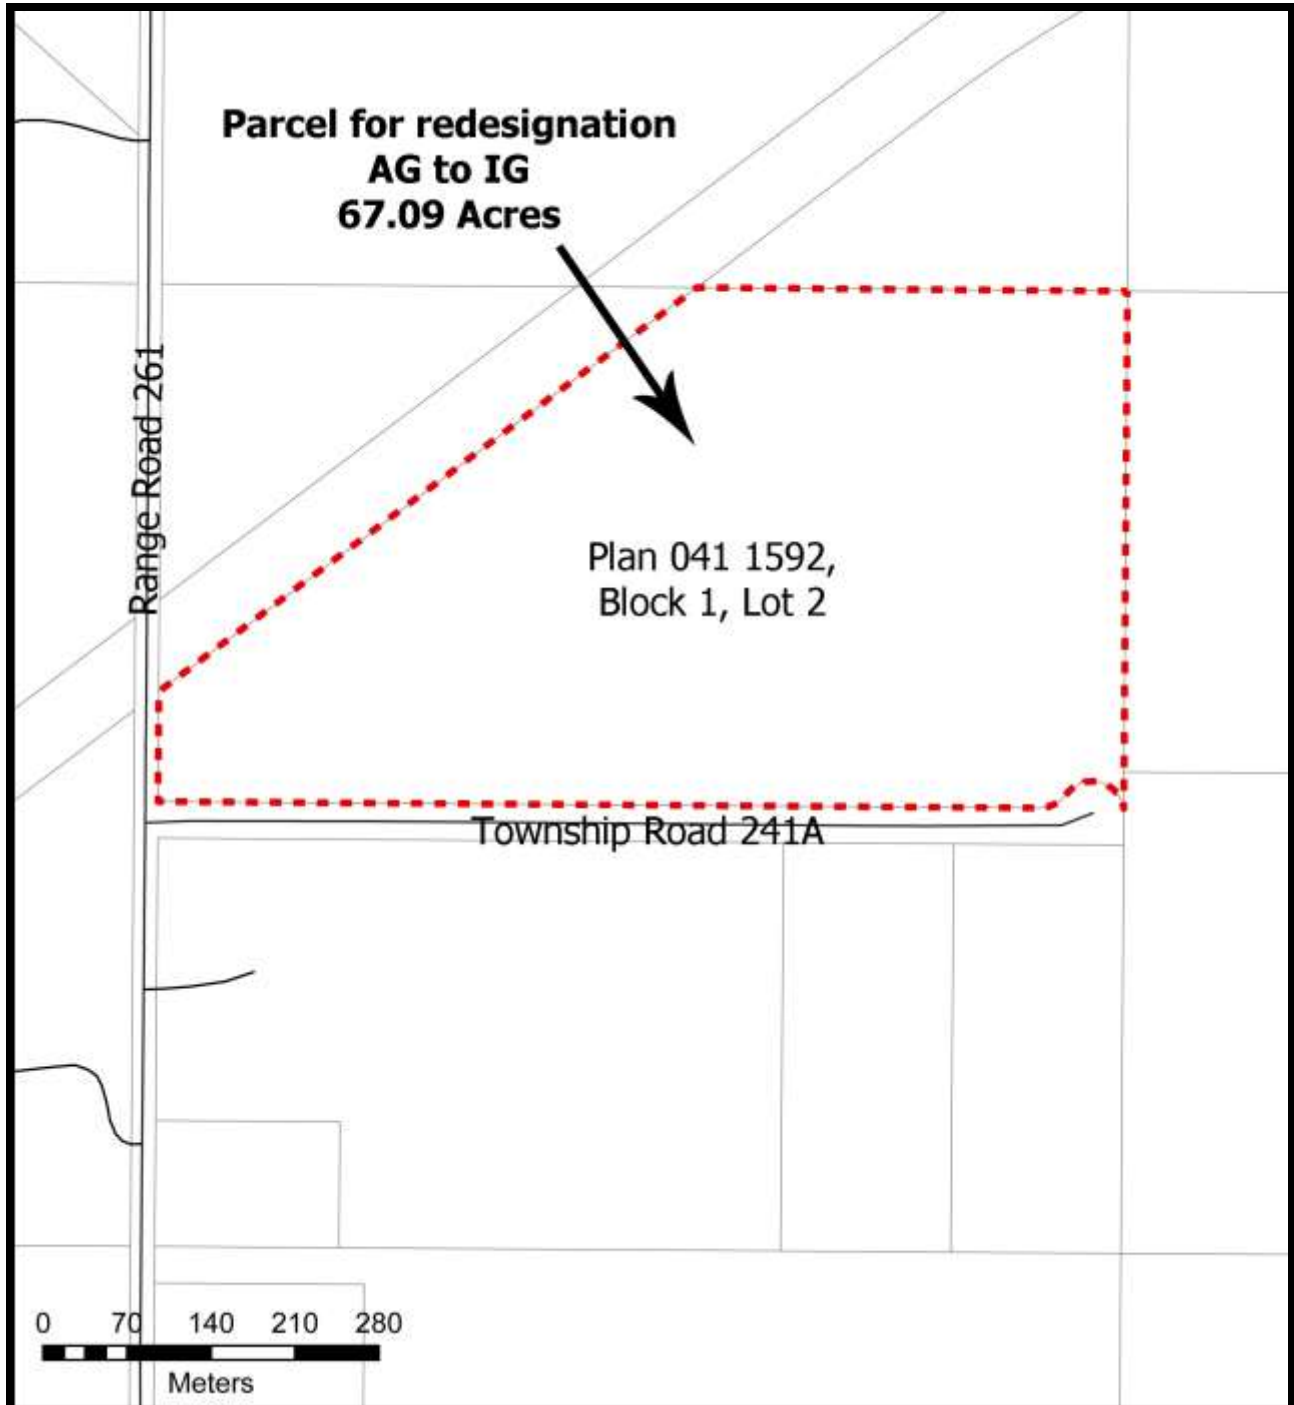 Parcel for redesignation
AG to IG
67.09 Acres
Range Road 261
Plan 041 1592,
Block 1, Lot 2
Township Road 241A
0 70 140 210 280
Meters